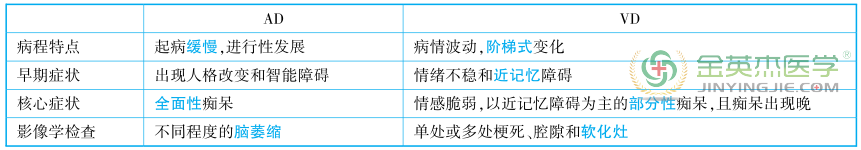 AD VD
病程特点 起病缓慢,进行性发展 病情波动,阶梯式变化
早期症状 出现人格改变和智能障碍 情绪不稳和近记忆障碍
核心症状 全面性痴呆 情感脆弱,以近记忆障碍为主的部分性痴呆,且痴呆出现晚
影像学检查 不同程度的脑萎缩 单处或多处梗死、腔隙和软化灶
金英杰医学®
JINYINGJIE.COM